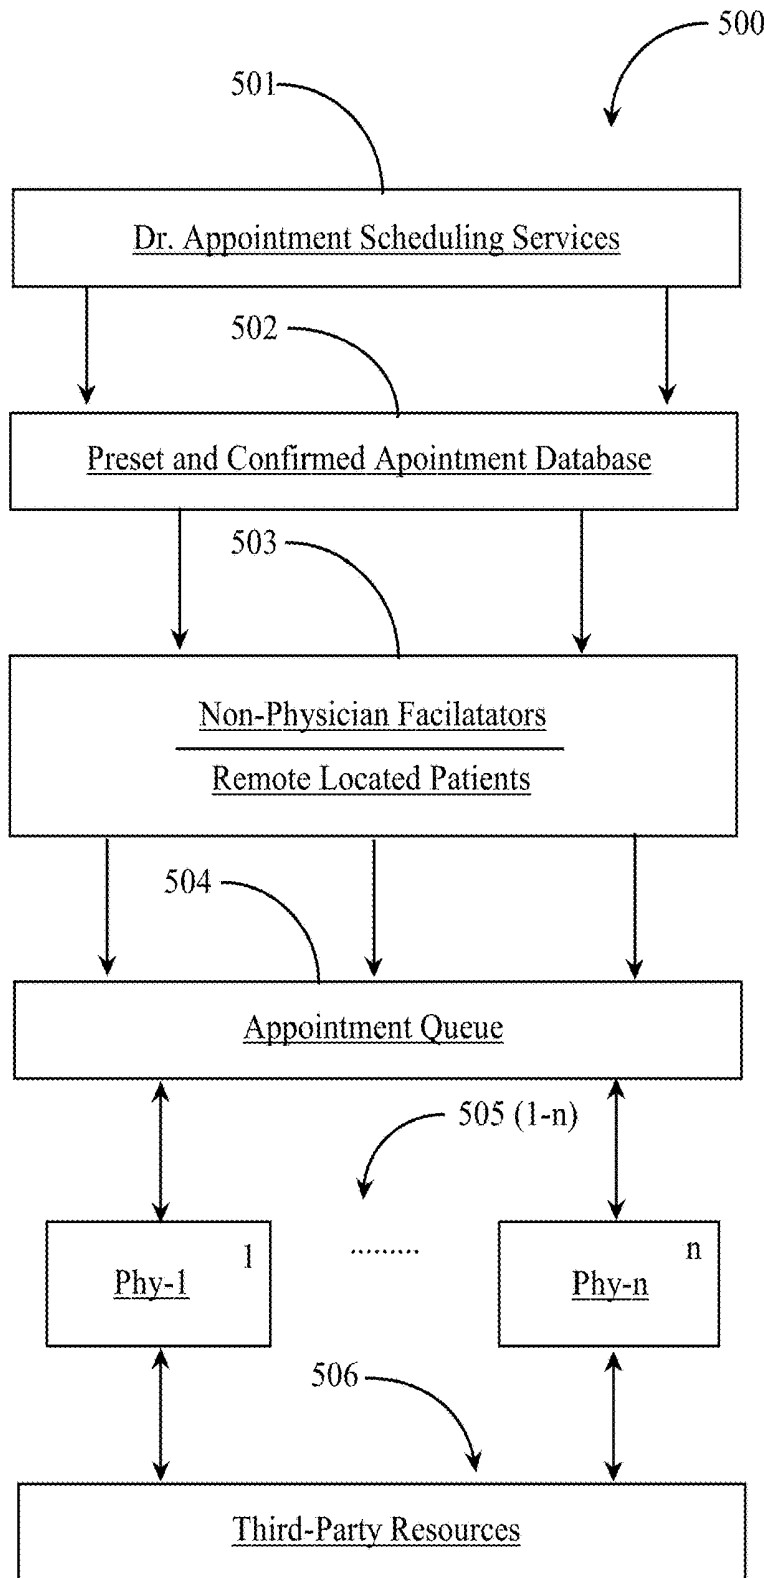 500
501
Dr. Appointment Scheduling Services
502
Preset and Confirmed Apointment Database
503
Non-Physician Facilatators
Remote Located Patients
504
Appointment Queue
505 (1-n)
1
n
Phy-1
.........
Phy-n
506
Third-Party Resources